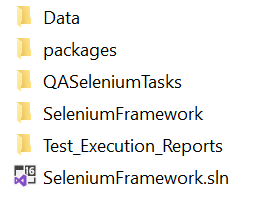 Data
packages
QASeleniumTasks
SeleniumFramework
Test_Execution_Reports
SeleniumFramework.sln